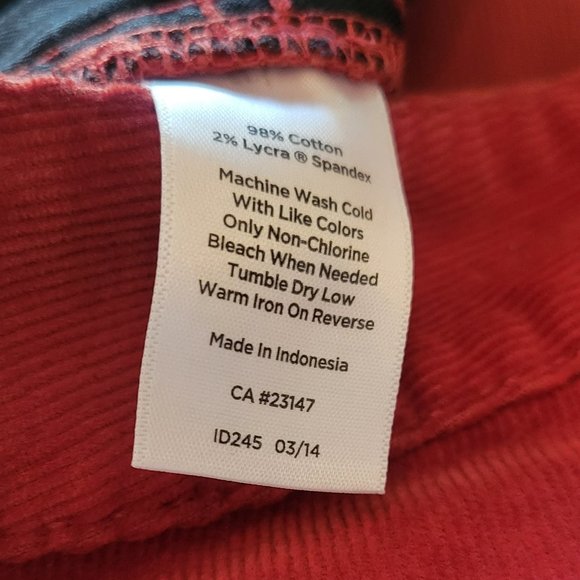 98% Cotton
2% Lycra ® Spandex
Machine Wash Cold
With Like Colors
Only Non-Chlorine
Bleach When Needed
Tumble Dry Low
Warm Iron On Reverse
Made In Indonesia
CA #23147
ID245 03/14